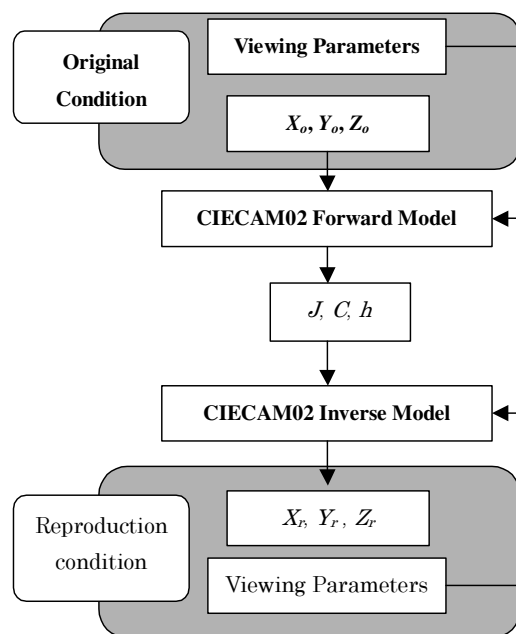 Viewing Parameters
Original
Condition
Xo, Yo, Zo
CIECAM02 Forward Model
J, C, h
CIECAM02 Inverse Model
Xr, Yr, Zr
Reproduction
condition
Viewing Parameters